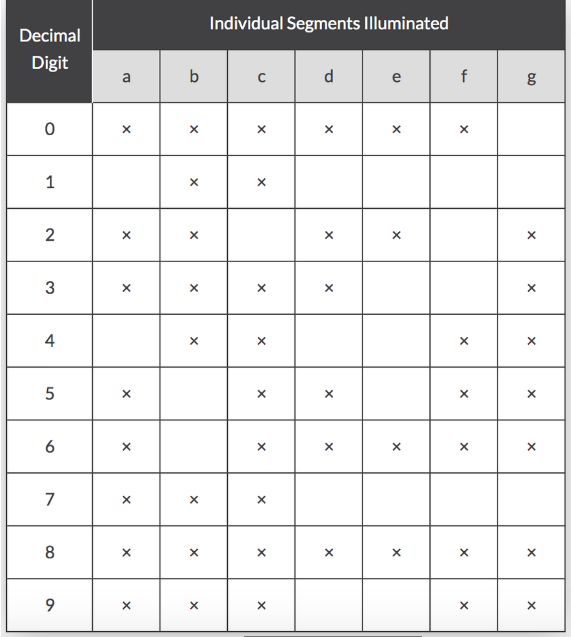 Decimal Digit Individual Segments Illuminated
a b c d e f g
0 × × × × × ×
1 × ×
2 × × × × ×
3 × × × × ×
4 × × × ×
5 × × × × ×
6 × × × × × ×
7 × × ×
8 × × × × × × ×
9 × × × × ×